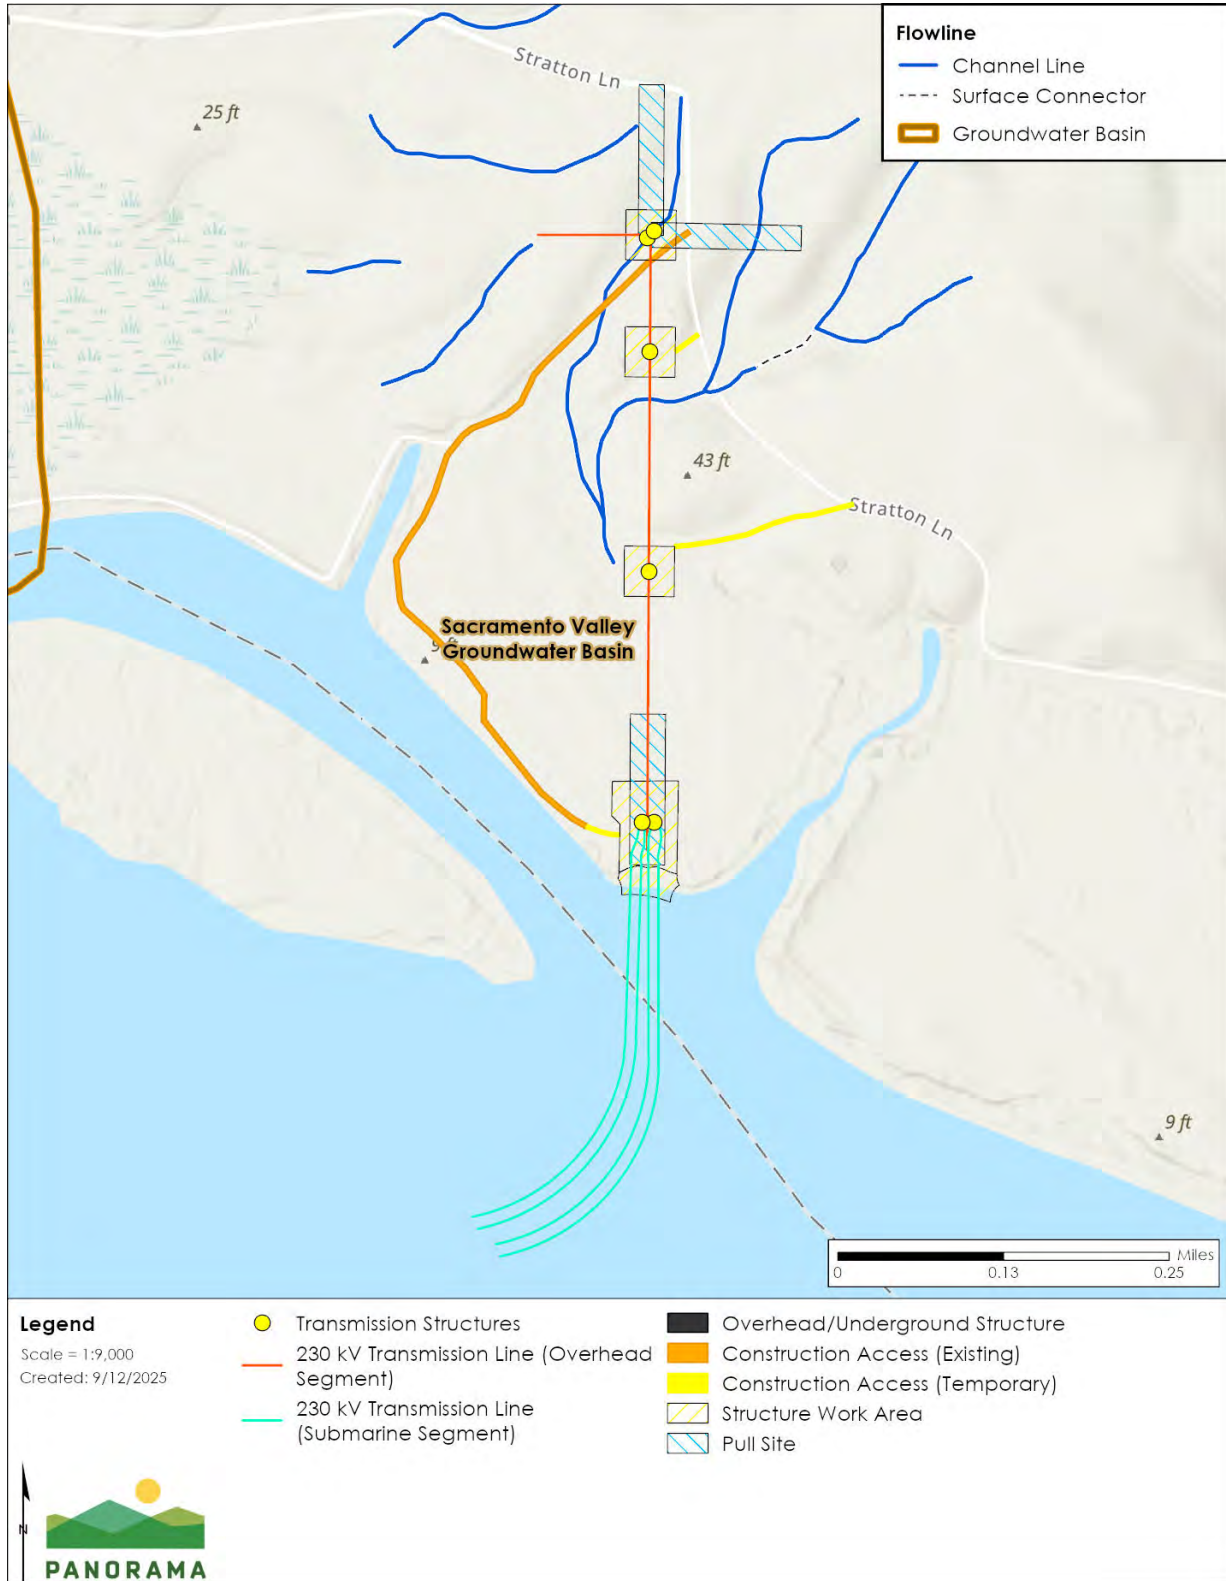 Flowline
Channel Line
Surface Connector
Groundwater Basin
Stratton Ln
25 ft
43 ft
Stratton Ln
Sacramento Valley
Groundwater Basin
9 ft
9 ft
Miles
0 0.13 0.25
Legend
Scale = 1:9,000
Created: 9/12/2025
Transmission Structures
230 kV Transmission Line (Overhead
Segment)
230 kV Transmission Line
(Submarine Segment)
Overhead/Underground Structure
Construction Access (Existing)
Construction Access (Temporary)
Structure Work Area
Pull Site
N
PANORAMA